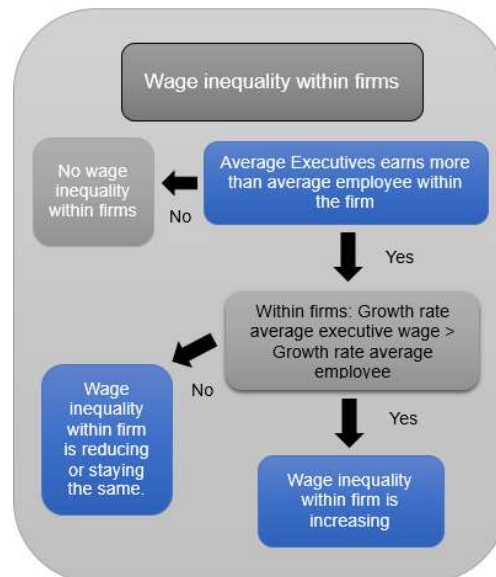 Wage inequality within firms
No wage
inequality
within firms
Average Executives earns more
than average employee within
the firm
No
Yes
Within firms: Growth rate
average executive wage >
Growth rate average
employee
No
Wage
inequality
within firm
is reducing
or staying
the same.
Yes
Wage inequality
within firm is
increasing